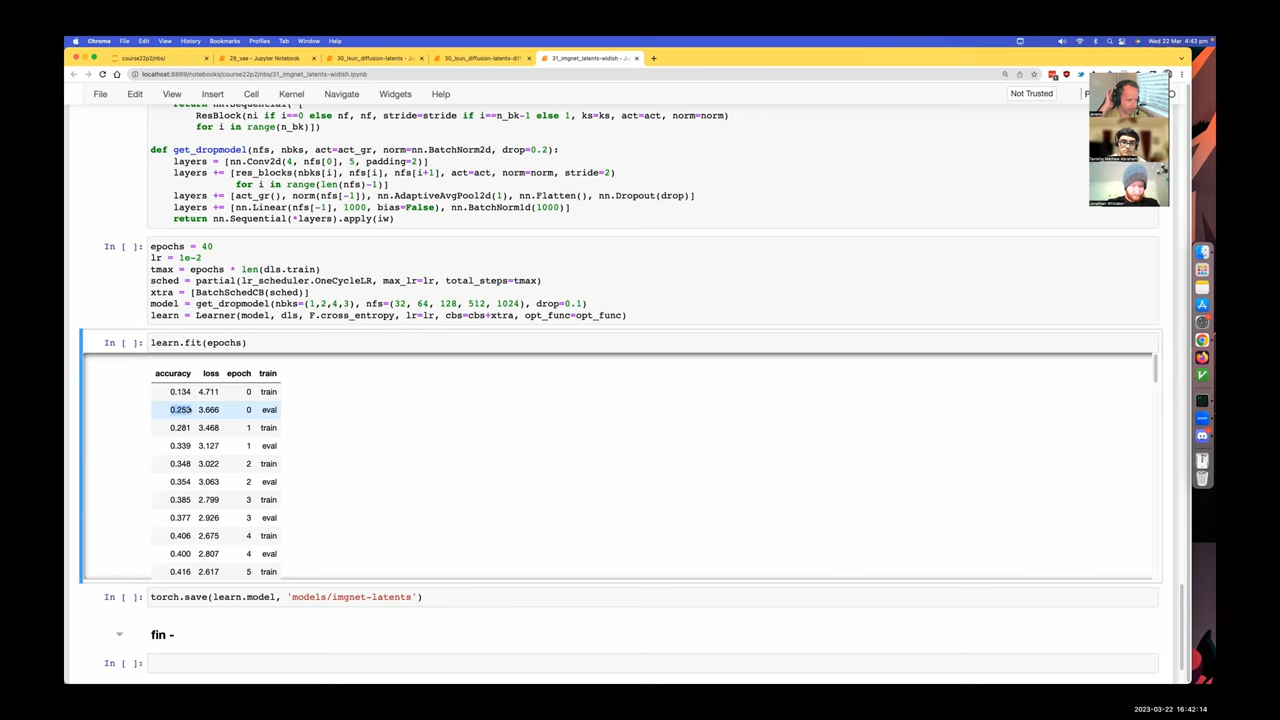 Chrome File Edit View History Bookmarks Profiles Tab Window Help Wed 22 Mar 4:42 pm
course22p2/nbs/ 29_vae - Jupyter Notebook 30_lsun_diffusion-latents - J 30_lsun_diffusion-latents-dif 31_imgnet_latents-widish - Ju
localhost:8889/notebooks/course22p2/nbs/31_imgnet_latents-widish.ipynb
File Edit View Insert Cell Kernel Navigate Widgets Help Not Trusted
return nn.Sequential(*[
ResBlock(ni if i==0 else nf, nf, stride=stride if i==n_bk-1 else 1, ks=ks, act=act, norm=norm)
for i in range(n_bk)])
def get_dropmodel(nfs, nbks, act=act_gr, norm=nn.BatchNorm2d, drop=0.2):
layers = [nn.Conv2d(4, nfs[0], 5, padding=2)]
layers += [res_blocks(nbks[i], nfs[i], nfs[i+1], act=act, norm=norm, stride=2)
for i in range(len(nfs)-1)]
layers += [act_gr(), norm(nfs[-1]), nn.AdaptiveAvgPool2d(1), nn.Flatten(), nn.Dropout(drop)]
layers += [nn.Linear(nfs[-1], 1000, bias=False), nn.BatchNorm1d(1000)]
return nn.Sequential(*layers).apply(iw)
In [ ]: epochs = 40
lr = 1e-2
tmax = epochs * len(dls.train)
sched = partial(lr_scheduler.OneCycleLR, max_lr=lr, total_steps=tmax)
xtra = [BatchSchedCB(sched)]
model = get_dropmodel(nbks=(1,2,4,3), nfs=(32, 64, 128, 512, 1024), drop=0.1)
learn = Learner(model, dls, F.cross_entropy, lr=lr, cbs=cbs+xtra, opt_func=opt_func)
In [ ]: learn.fit(epochs)
accuracy loss epoch train
0.134 4.711 0 train
0.253 3.666 0 eval
0.281 3.468 1 train
0.339 3.127 1 eval
0.348 3.022 2 train
0.354 3.063 2 eval
0.385 2.799 3 train
0.377 2.926 3 eval
0.406 2.675 4 train
0.400 2.807 4 eval
0.416 2.617 5 train
In [ ]: torch.save(learn.model, 'models/imgnet-latents')
fin -
In [ ]:
Tanishq Mathew Abraham
Jonathan Whitaker
2023-03-22 16:42:14